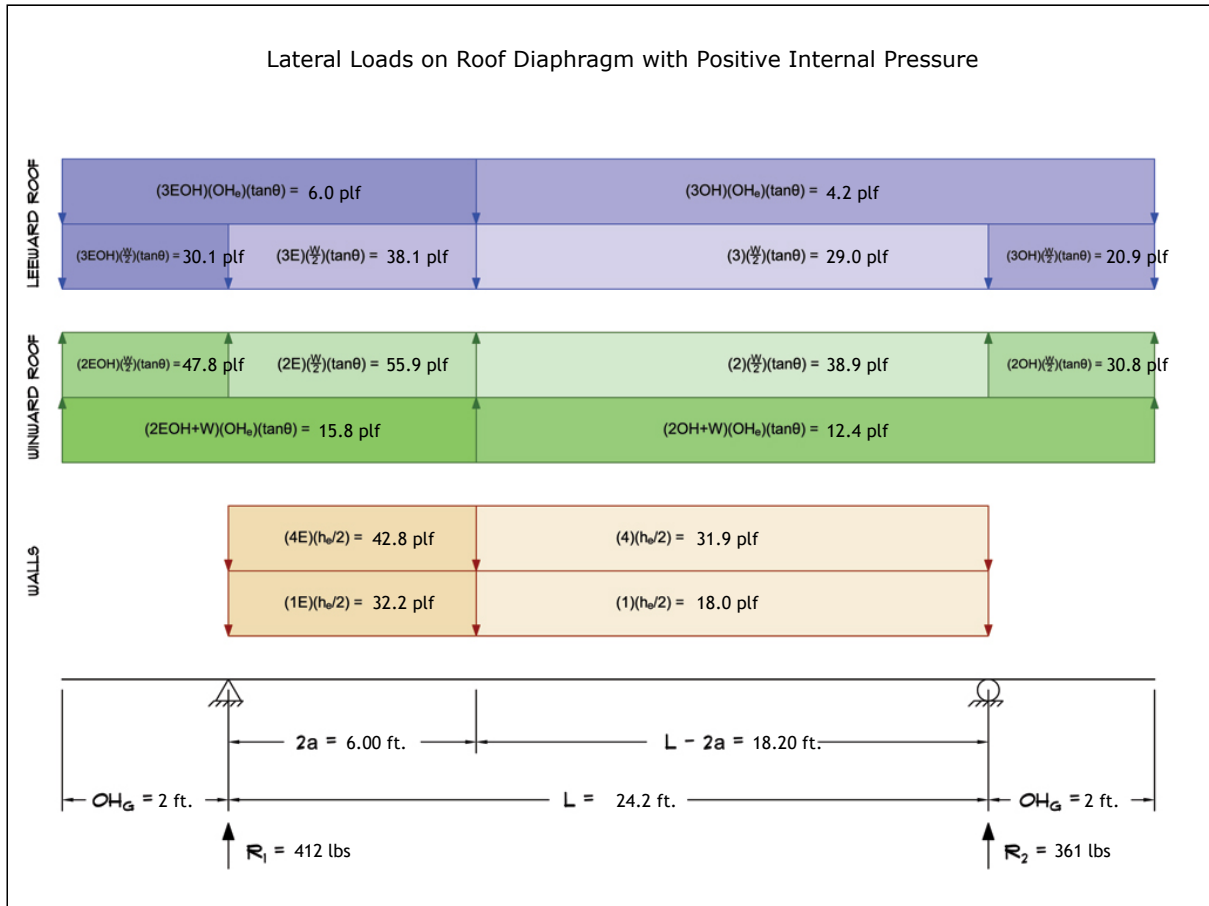 Lateral Loads on Roof Diaphragm with Positive Internal Pressure
LEEWARD ROOF
(3EOH)(OHₑ)(tanθ) = 6.0 plf
(3OH)(OHₑ)(tanθ) = 4.2 plf
(3EOH)(W/2)(tanθ) = 30.1 plf
(3E)(W/2)(tanθ) = 38.1 plf
(3)(W/2)(tanθ) = 29.0 plf
(3OH)(W/2)(tanθ) = 20.9 plf
WINWARD ROOF
(2EOH)(W/2)(tanθ) = 47.8 plf
(2E)(W/2)(tanθ) = 55.9 plf
(2)(W/2)(tanθ) = 38.9 plf
(2OH)(W/2)(tanθ) = 30.8 plf
(2EOH+W)(OHₑ)(tanθ) = 15.8 plf
(2OH+W)(OHₑ)(tanθ) = 12.4 plf
WALLS
(4E)(hₑ/2) = 42.8 plf
(4)(hₑ/2) = 31.9 plf
(1E)(hₑ/2) = 32.2 plf
(1)(hₑ/2) = 18.0 plf
2a = 6.00 ft.
L - 2a = 18.20 ft.
OH_G = 2 ft.
L = 24.2 ft.
OH_G = 2 ft.
R₁ = 412 lbs
R₂ = 361 lbs